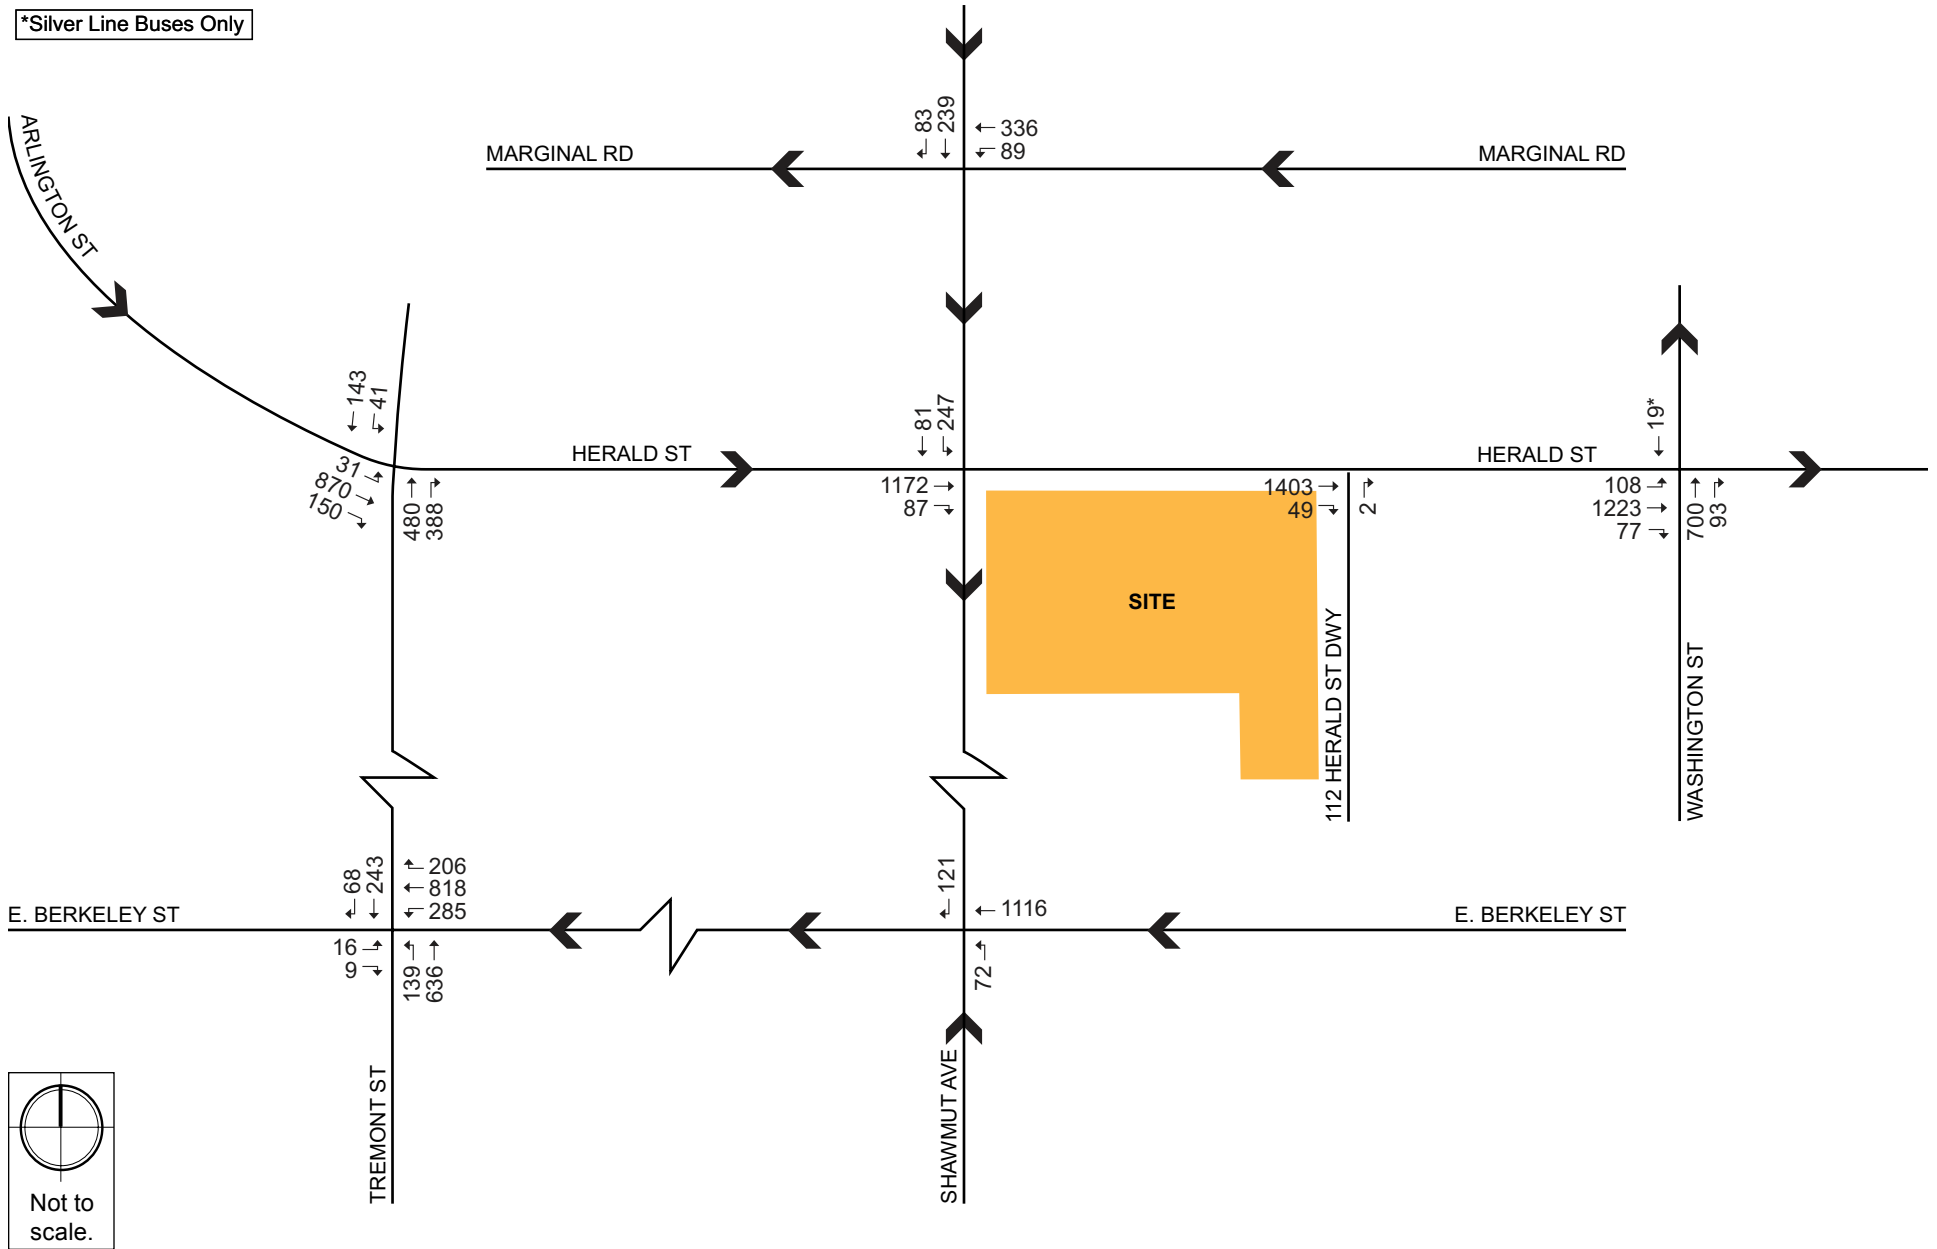 *Silver Line Buses Only
83
239
336
89
MARGINAL RD
MARGINAL RD
ARLINGTON ST
143
41
31
870
150
480
388
HERALD ST
81
247
1172
87
1403
49
2
HERALD ST
19*
108
1223
77
700
93
SITE
112 HERALD ST DWY
WASHINGTON ST
68
243
206
818
285
E. BERKELEY ST
16
9
139
636
121
1116
E. BERKELEY ST
72
TREMONT ST
SHAWMUT AVE
Not to
scale.